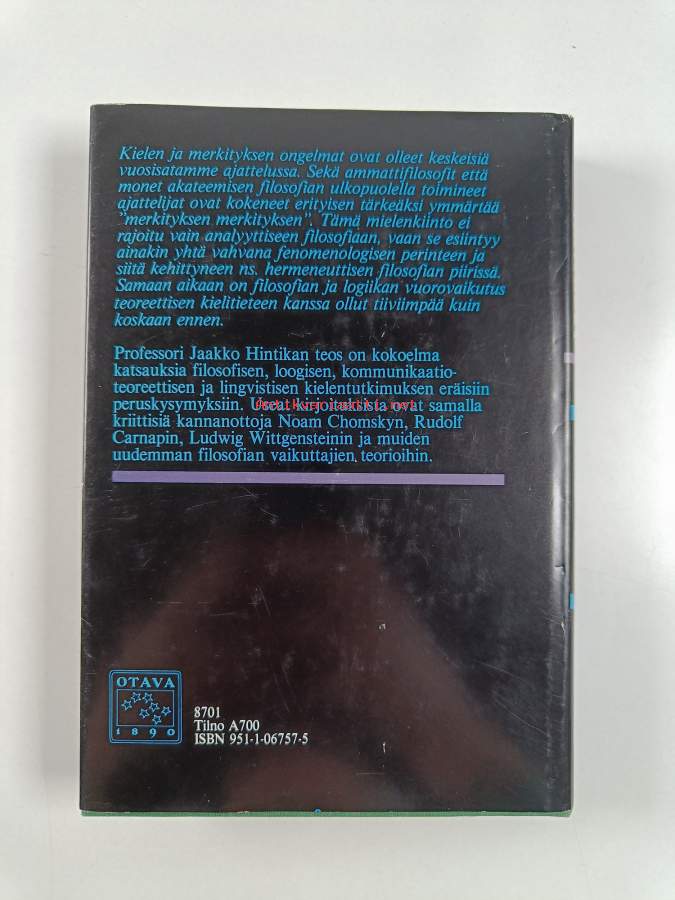 Kielen ja merkityksen ongelmat ovat olleet keskeisiä
vuosisatamme ajattelussa. Sekä ammattifilosofit että
monet akateemisen filosofian ulkopuolella toimineet
ajattelijat ovat kokeneet erityisen tärkeäksi ymmärtää
"merkityksen merkityksen". Tämä mielenkiinto ei
rajoitu vain analyyttiseen filosofiaan, vaan se esiintyy
ainakin yhtä vahvana fenomenologisen perinteen ja
siitä kehittyneen ns. hermeneuttisen filosofian piirissä.
Samaan aikaan on filosofian ja logiikan vuorovaikutus
teoreettisen kielitieteen kanssa ollut tiiviimpää kuin
koskaan ennen.
Professori Jaakko Hintikan teos on kokoelma
katsauksia filosofisen, loogisen, kommunikaatio-
teoreettisen ja lingvistisen kielentutkimuksen eräisiin
peruskysymyksiin. Useat kirjoituksista ovat samalla
kriittisiä kannanottoja Noam Chomskyn, Rudolf
Carnapin, Ludwig Wittgensteinin ja muiden
uudemman filosofian vaikuttajien teorioihin.
OTAVA
1890
8701
Tilno A700
ISBN 951-1-06757-5